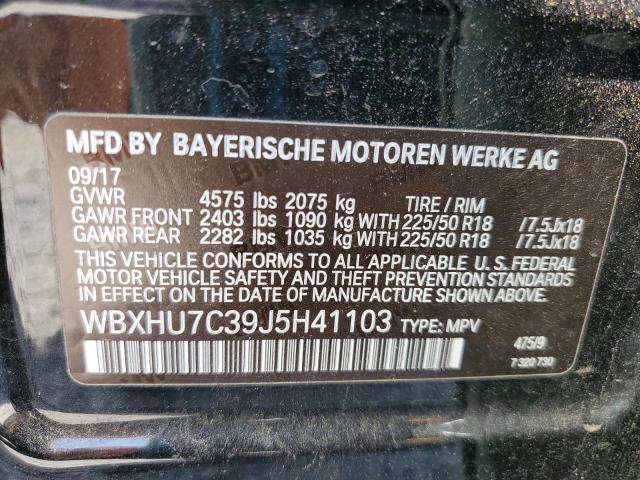 MFD BY BAYERISCHE MOTOREN WERKE AG
09/17
GVWR 4575 lbs 2075 kg TIRE / RIM
GAWR FRONT 2403 lbs 1090 kg WITH 225/50 R18 /7.5Jx18
GAWR REAR 2282 lbs 1035 kg WITH 225/50 R18 /7.5Jx18
THIS VEHICLE CONFORMS TO ALL APPLICABLE U. S. FEDERAL
MOTOR VEHICLE SAFETY AND THEFT PREVENTION STANDARDS
IN EFFECT ON THE DATE OF MANUFACTURE SHOWN ABOVE.
WBXHU7C39J5H41103 TYPE: MPV
475/9
7 320 730